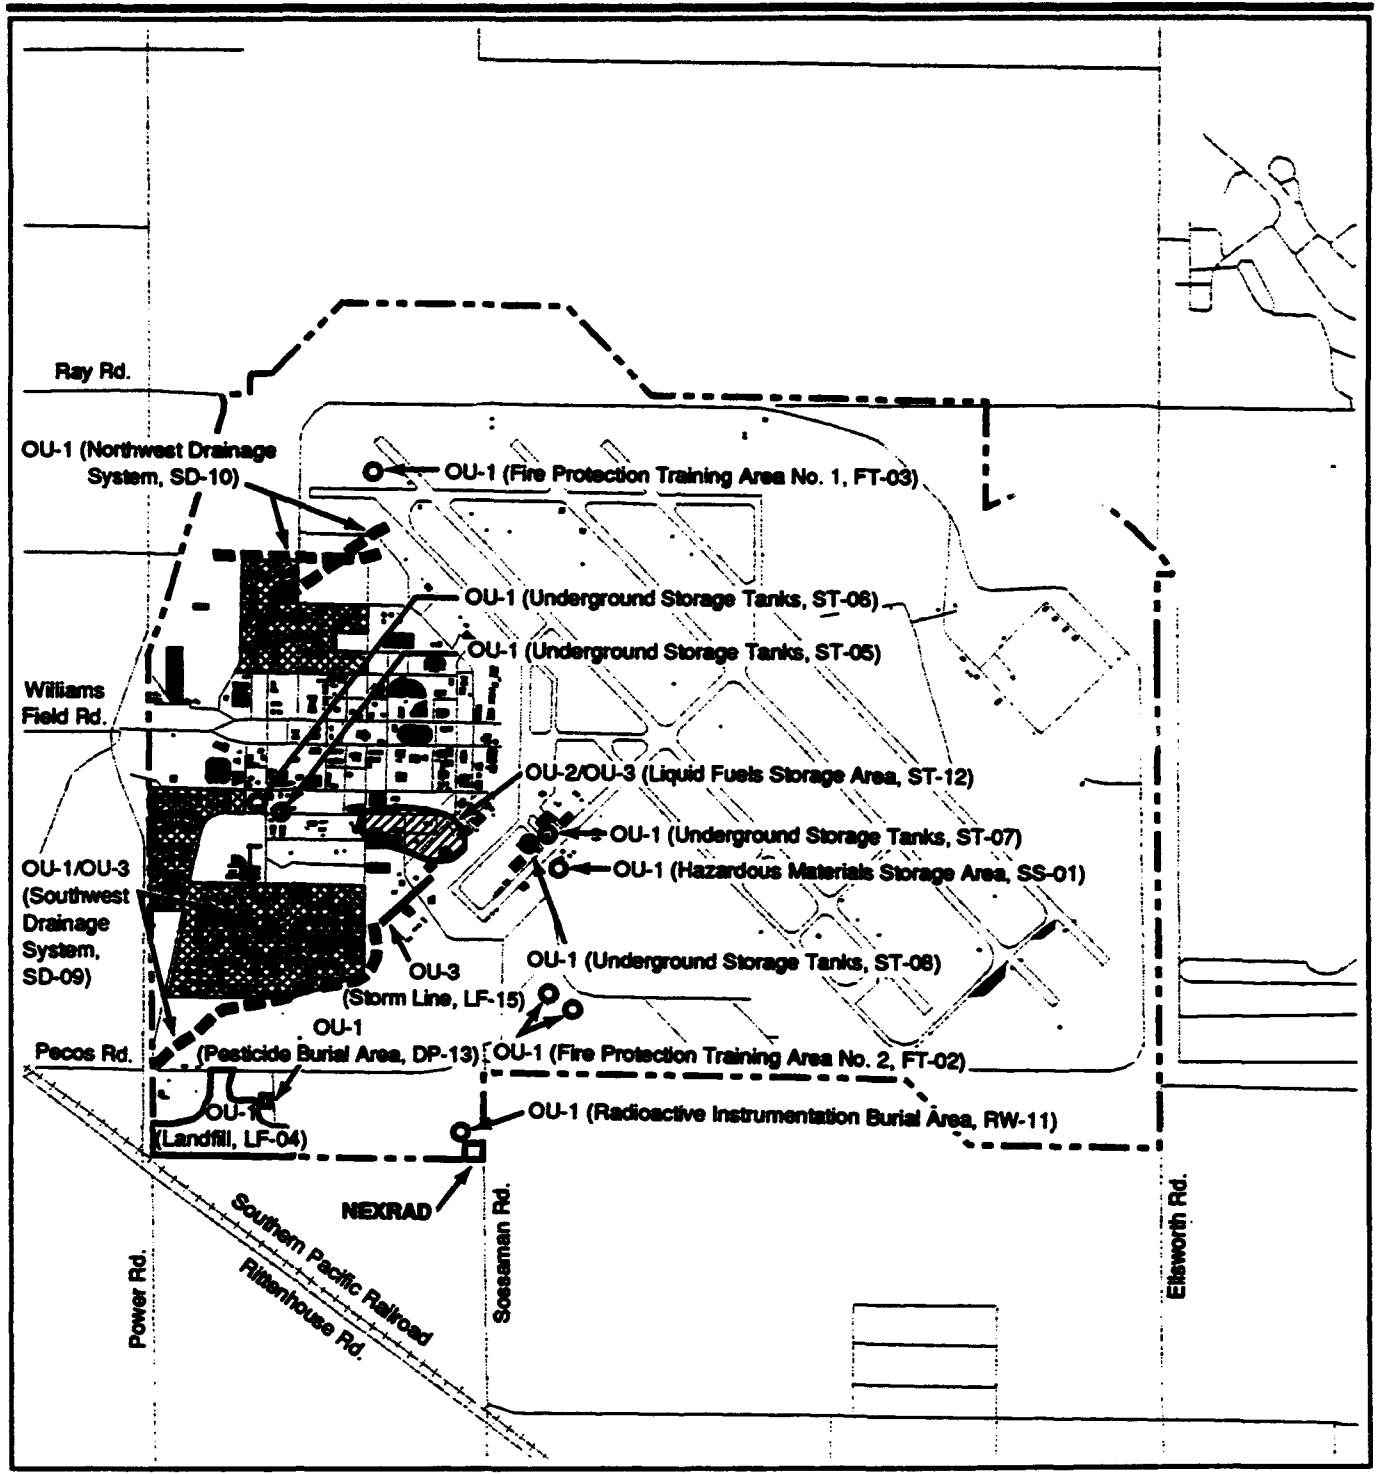 Ray Rd.
OU-1 (Northwest Drainage
System, SD-10)
OU-1 (Fire Protection Training Area No. 1, FT-03)
OU-1 (Underground Storage Tanks, ST-06)
OU-1 (Underground Storage Tanks, ST-05)
Williams
Field Rd.
OU-2/OU-3 (Liquid Fuels Storage Area, ST-12)
OU-1 (Underground Storage Tanks, ST-07)
OU-1 (Hazardous Materials Storage Area, SS-01)
OU-1/OU-3
(Southwest
Drainage
System,
SD-09)
OU-1 (Underground Storage Tanks, ST-08)
OU-3
(Storm Line, LF-15)
OU-1
(Pesticide Burial Area, DP-13)
Pecos Rd.
OU-1 (Fire Protection Training Area No. 2, FT-02)
OU-1
(Landfill, LF-04)
OU-1 (Radioactive Instrumentation Burial Area, RW-11)
NEXRAD
Southern Pacific Railroad
Rittenhouse Rd.
Power Rd.
Sossaman Rd.
Ellsworth Rd.